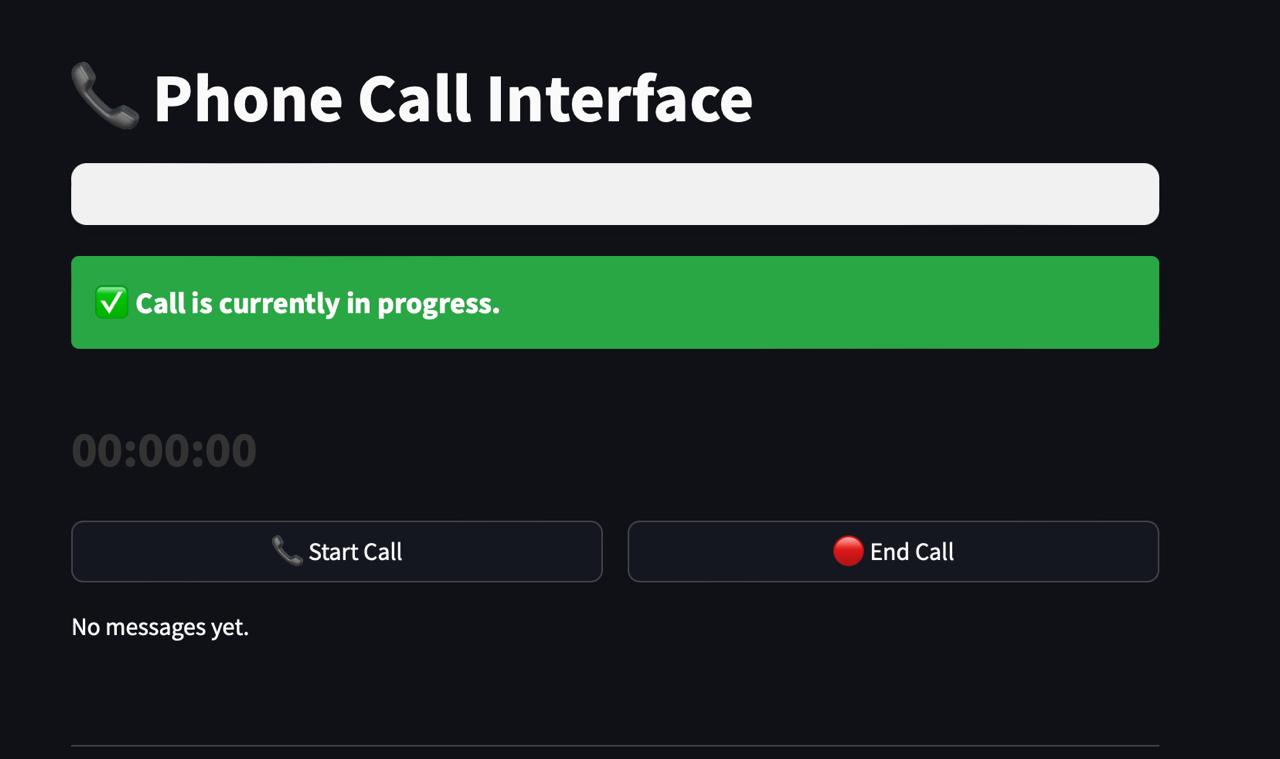 📞 Phone Call Interface
✅ Call is currently in progress.
00:00:00
📞 Start Call
🔴 End Call
No messages yet.